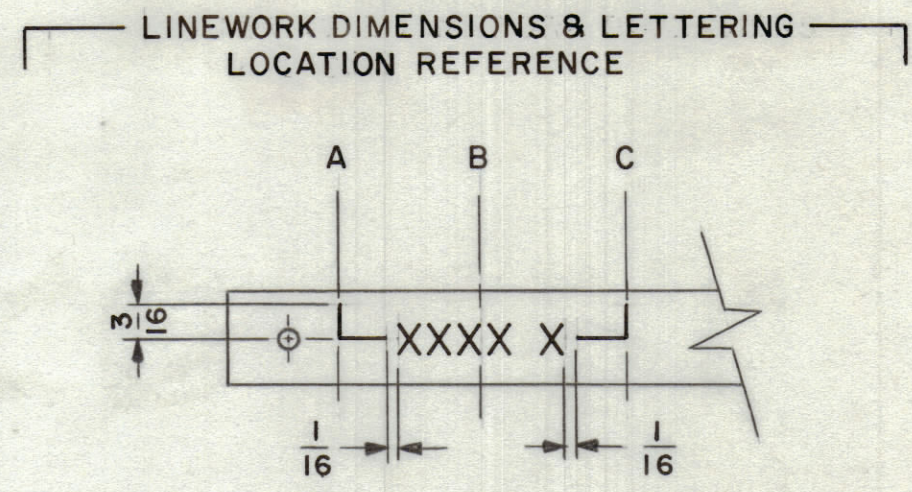 LINEWORK DIMENSIONS & LETTERING
LOCATION REFERENCE
A B C
3/16
XXXX X
1/16 1/16